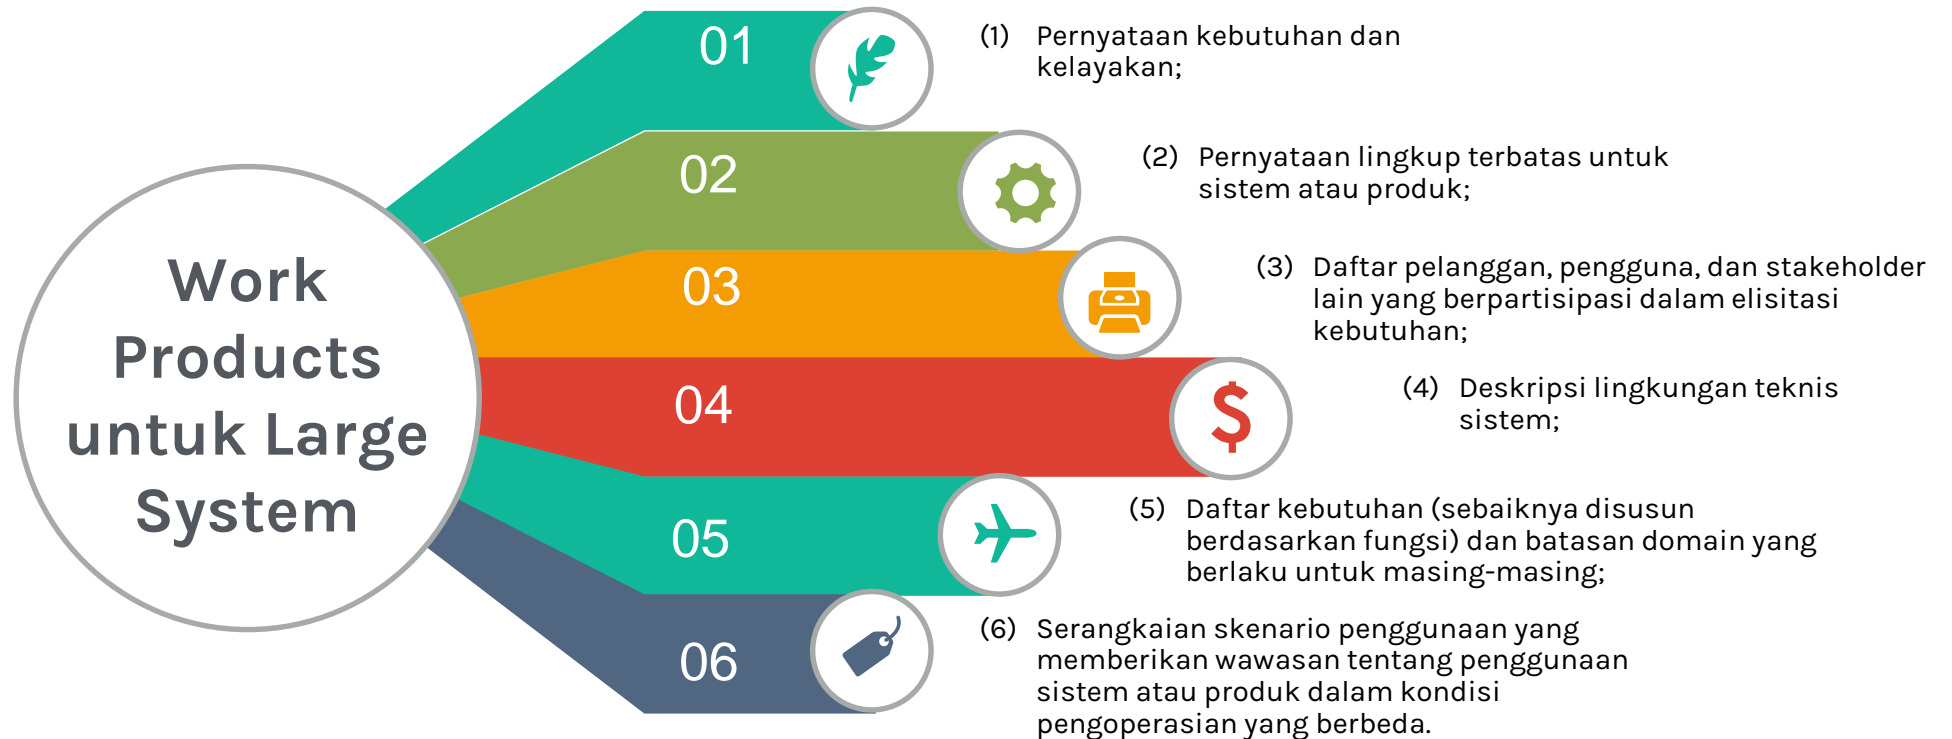 Work
Products
untuk Large
System
01
(1) Pernyataan kebutuhan dan
kelayakan;
02
(2) Pernyataan lingkup terbatas untuk
sistem atau produk;
03
(3) Daftar pelanggan, pengguna, dan stakeholder
lain yang berpartisipasi dalam elisitasi
kebutuhan;
04
(4) Deskripsi lingkungan teknis
sistem;
05
(5) Daftar kebutuhan (sebaiknya disusun
berdasarkan fungsi) dan batasan domain yang
berlaku untuk masing-masing;
06
(6) Serangkaian skenario penggunaan yang
memberikan wawasan tentang penggunaan
sistem atau produk dalam kondisi
pengoperasian yang berbeda.